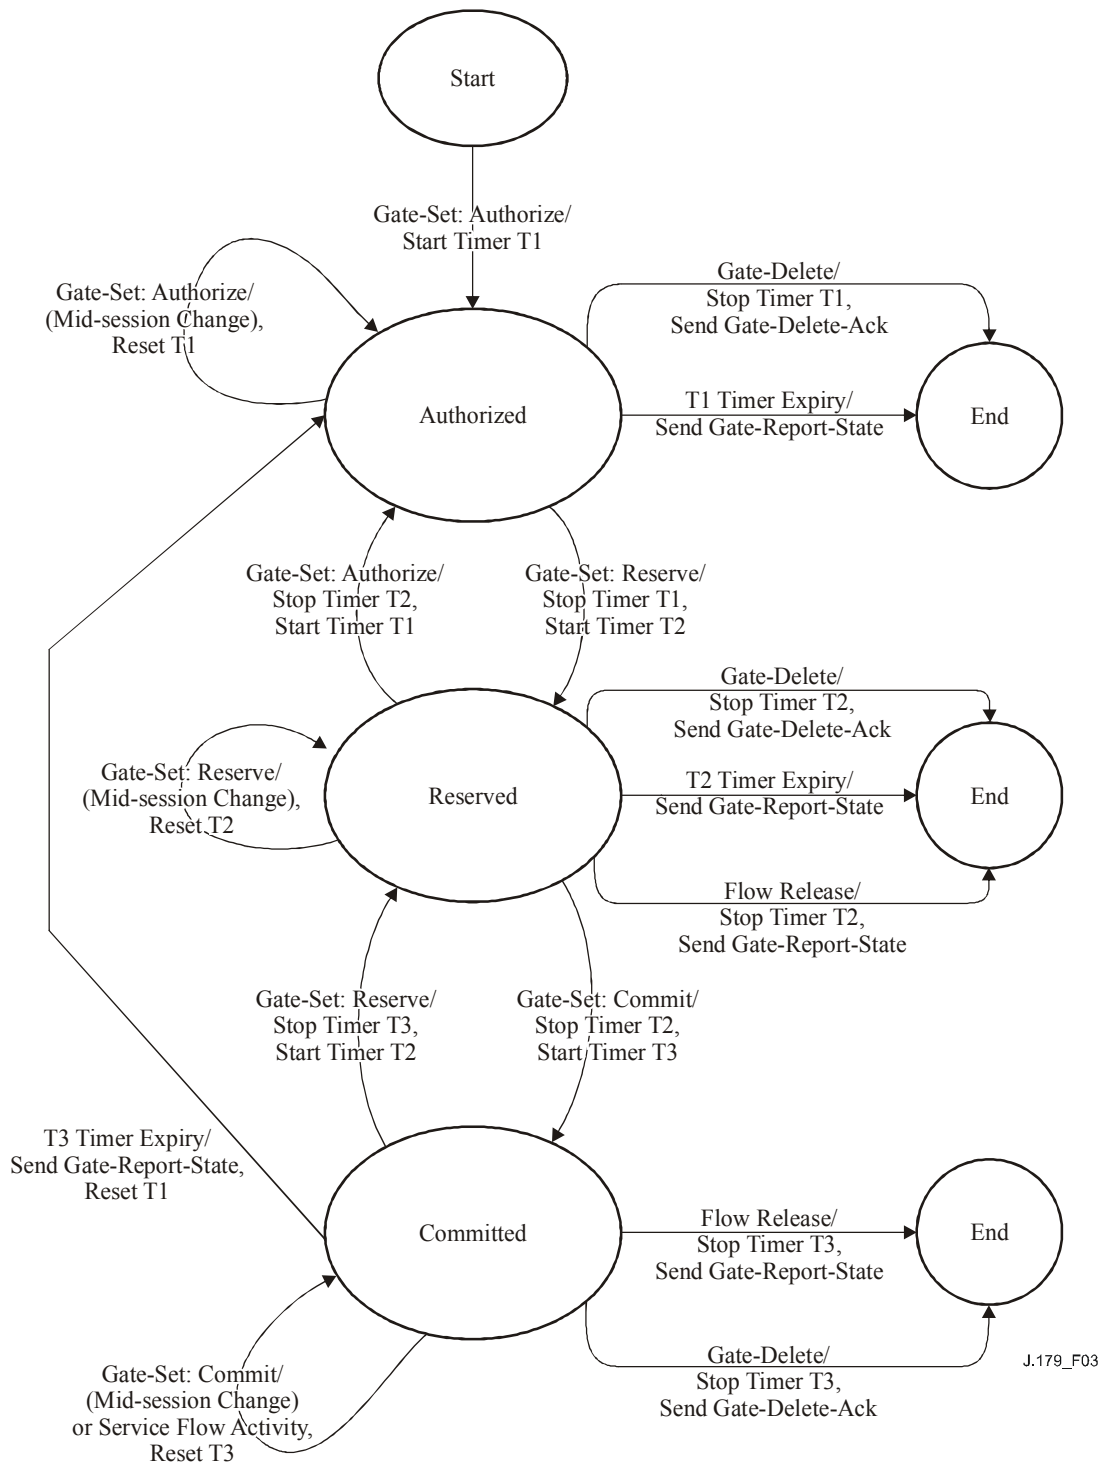 Start
Gate-Set: Authorize/
Start Timer T1
Gate-Set: Authorize/
(Mid-session Change),
Reset T1
Gate-Delete/
Stop Timer T1,
Send Gate-Delete-Ack
Authorized
T1 Timer Expiry/
Send Gate-Report-State
End
Gate-Set: Authorize/
Stop Timer T2,
Start Timer T1
Gate-Set: Reserve/
Stop Timer T1,
Start Timer T2
Gate-Delete/
Stop Timer T2,
Send Gate-Delete-Ack
Gate-Set: Reserve/
(Mid-session Change),
Reset T2
Reserved
T2 Timer Expiry/
Send Gate-Report-State
End
Flow Release/
Stop Timer T2,
Send Gate-Report-State
Gate-Set: Reserve/
Stop Timer T3,
Start Timer T2
Gate-Set: Commit/
Stop Timer T2,
Start Timer T3
T3 Timer Expiry/
Send Gate-Report-State,
Reset T1
Committed
Flow Release/
Stop Timer T3,
Send Gate-Report-State
End
Gate-Set: Commit/
(Mid-session Change)
or Service Flow Activity,
Reset T3
Gate-Delete/
Stop Timer T3,
Send Gate-Delete-Ack
J.179_F03